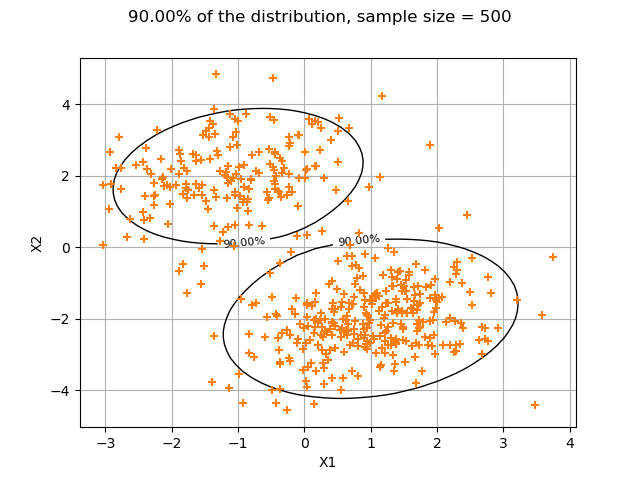 90.00% of the distribution, sample size = 500
X2
4
2
0
−2
−4
90.00%
90.00%
−3 −2 −1 0 1 2 3 4
X1